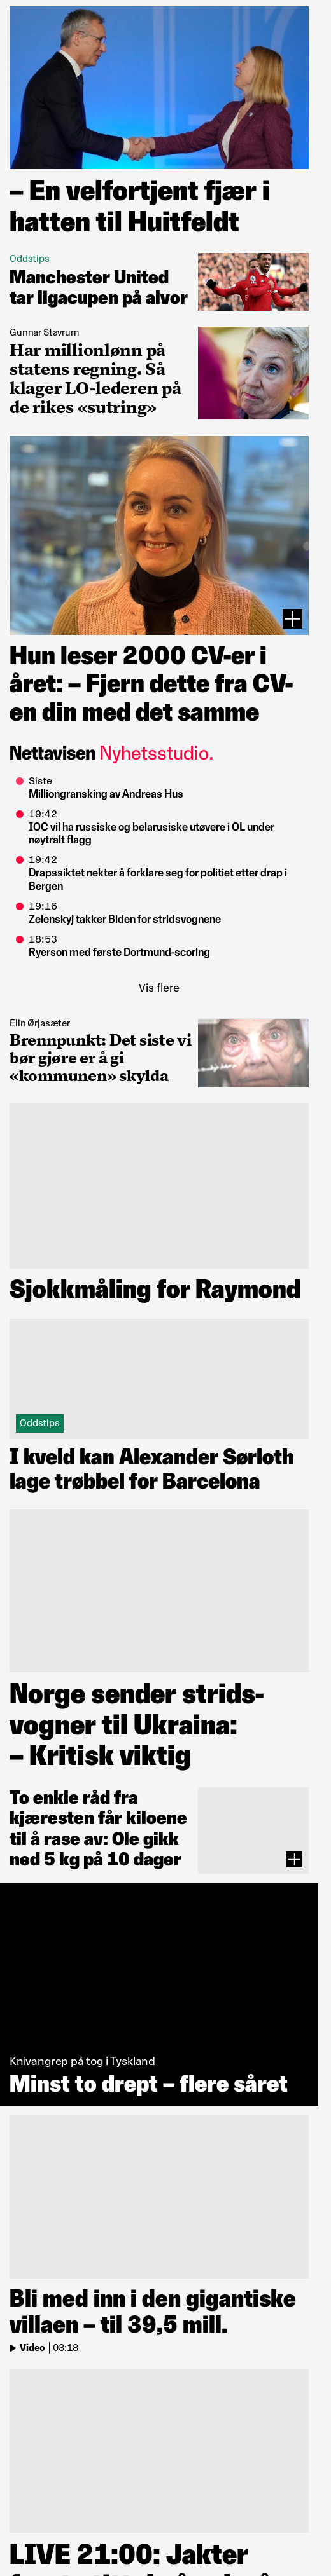 – En velfortjent fjær i
hatten til Huitfeldt
Oddstips
Manchester United
tar ligacupen på alvor
Gunnar Stavrum
Har millionlønn på
statens regning. Så
klager LO-lederen på
de rikes «sutring»
Hun leser 2000 CV-er i
året: – Fjern dette fra CV-
en din med det samme
Nettavisen Nyhetsstudio.
Siste
Milliongransking av Andreas Hus
19:42
IOC vil ha russiske og belarusiske utøvere i OL under
nøytralt flagg
19:42
Drapssiktet nekter å forklare seg for politiet etter drap i
Bergen
19:16
Zelenskyj takker Biden for stridsvognene
18:53
Ryerson med første Dortmund-scoring
Vis flere
Elin Ørjasæter
Brennpunkt: Det siste vi
bør gjøre er å gi
«kommunen» skylda
Sjokkmåling for Raymond
Oddstips
I kveld kan Alexander Sørloth
lage trøbbel for Barcelona
Norge sender strids-
vogner til Ukraina:
– Kritisk viktig
To enkle råd fra
kjæresten får kiloene
til å rase av: Ole gikk
ned 5 kg på 10 dager
Knivangrep på tog i Tyskland
Minst to drept – flere såret
Bli med inn i den gigantiske
villaen – til 39,5 mill.
Video | 03:18
LIVE 21:00: Jakter